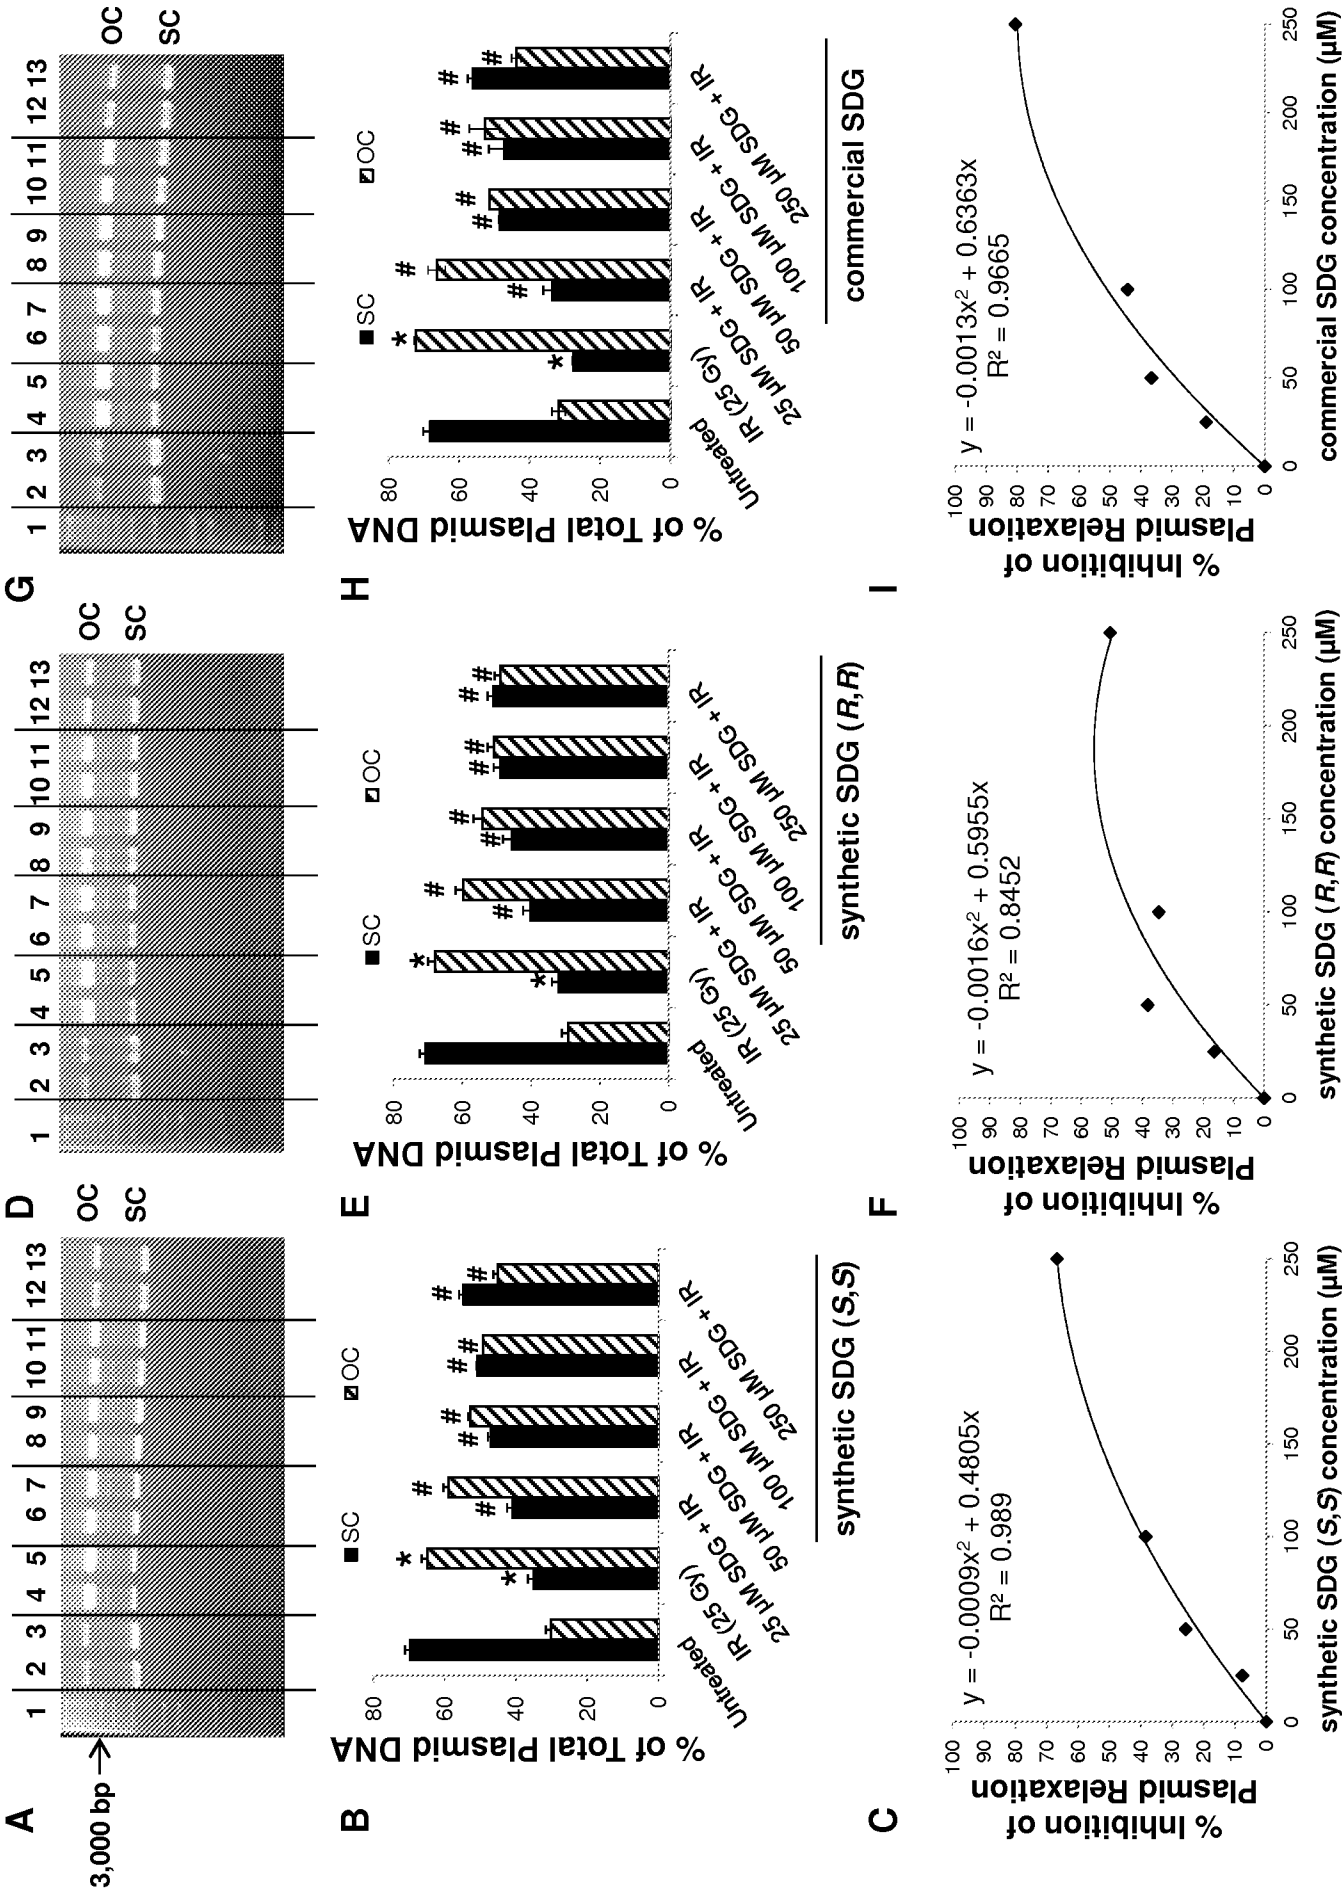 A
3,000 bp
1 2 3 4 5 6 7 8 9 10 11 12 13
OC
SC
B
SC OC
% of Total Plasmid DNA
80
60
40
20
0
Untreated
IR (25 Gy)
25 µM SDG + IR
50 µM SDG + IR
100 µM SDG + IR
250 µM SDG + IR
* * # # # # # # # #
synthetic SDG (S,S)
C
y = -0.0009x² + 0.4805x
R² = 0.989
% Inhibition of
Plasmid Relaxation
100
90
80
70
60
50
40
30
20
10
0
0 50 100 150 200 250
synthetic SDG (S,S) concentration (µM)
D
1 2 3 4 5 6 7 8 9 10 11 12 13
OC
SC
E
SC OC
% of Total Plasmid DNA
80
60
40
20
0
Untreated
IR (25 Gy)
25 µM SDG + IR
50 µM SDG + IR
100 µM SDG + IR
250 µM SDG + IR
* * # # # # # # # #
synthetic SDG (R,R)
F
y = -0.0016x² + 0.5955x
R² = 0.8452
% Inhibition of
Plasmid Relaxation
100
90
80
70
60
50
40
30
20
10
0
0 50 100 150 200 250
synthetic SDG (R,R) concentration (µM)
G
1 2 3 4 5 6 7 8 9 10 11 12 13
OC
SC
H
SC OC
% of Total Plasmid DNA
80
60
40
20
0
Untreated
IR (25 Gy)
25 µM SDG + IR
50 µM SDG + IR
100 µM SDG + IR
250 µM SDG + IR
* * # # # # # # # #
commercial SDG
I
y = -0.0013x² + 0.6363x
R² = 0.9665
% Inhibition of
Plasmid Relaxation
100
90
80
70
60
50
40
30
20
10
0
0 50 100 150 200 250
commercial SDG concentration (µM)